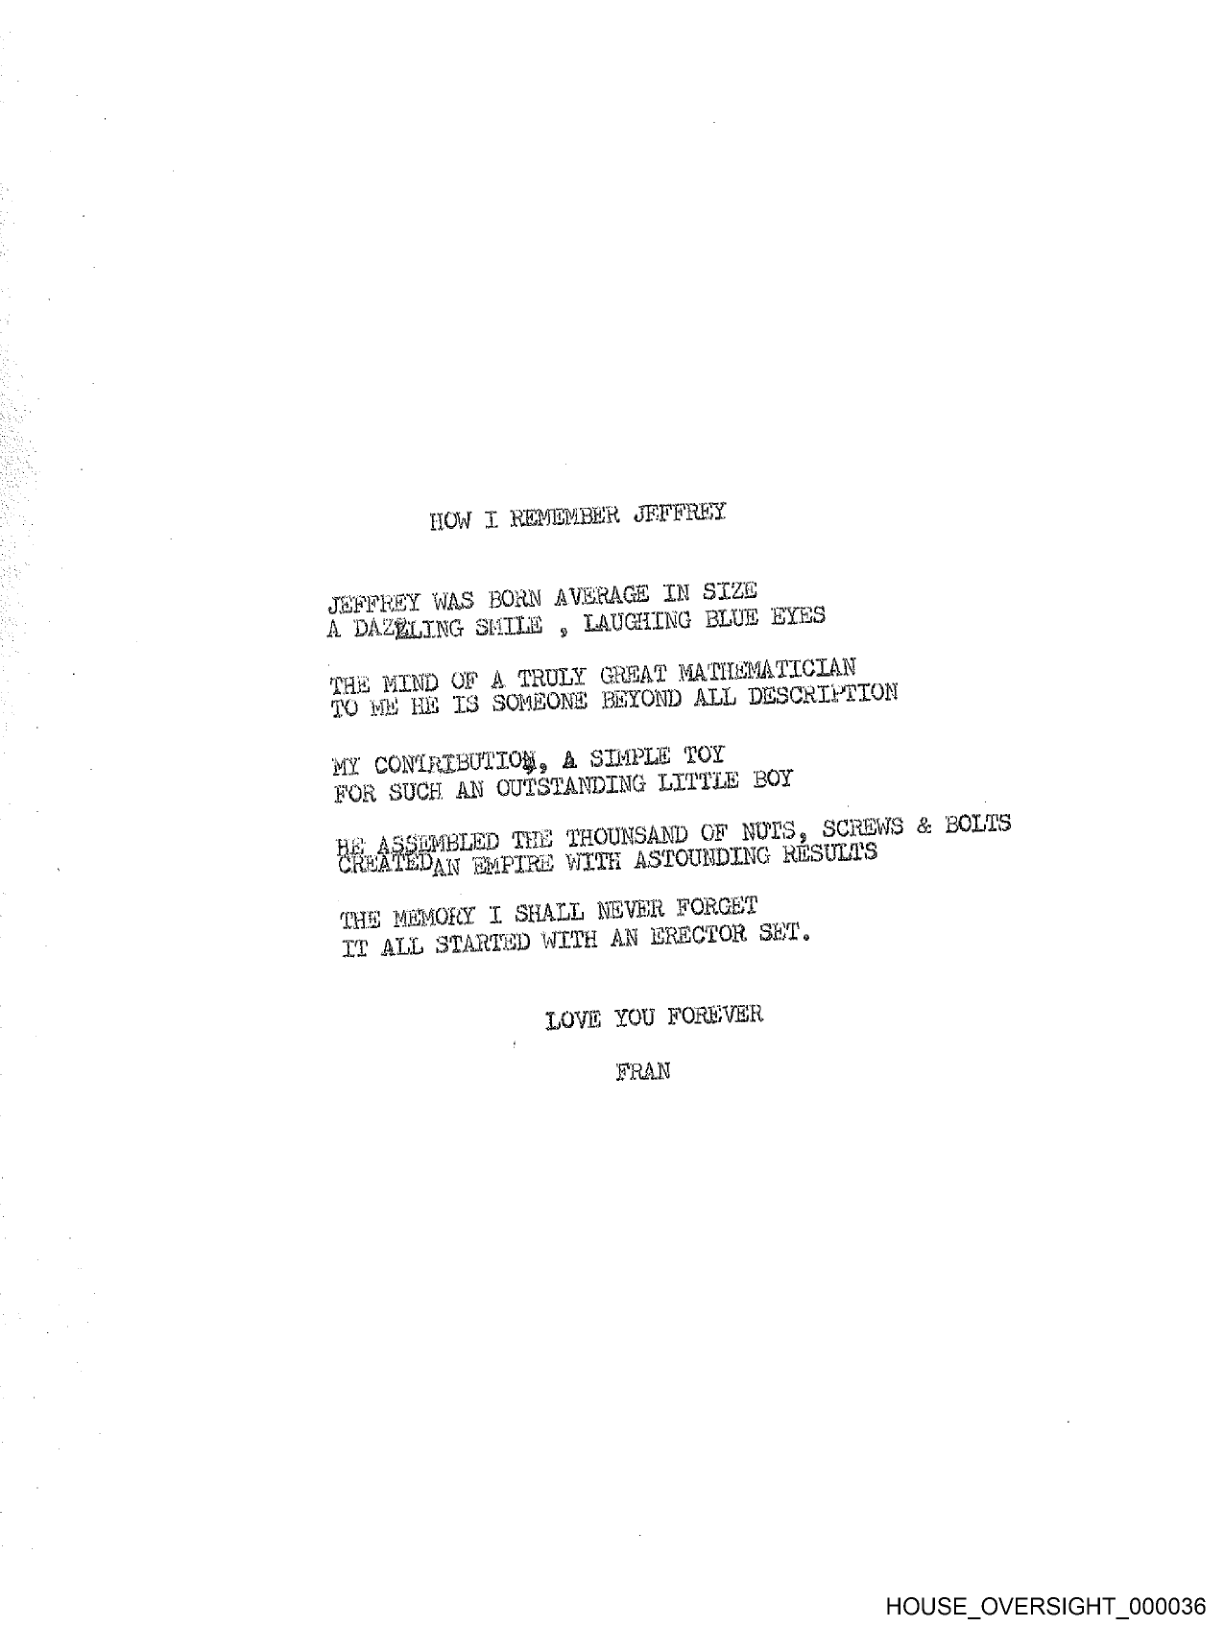 HOW I REMEMBER JEFFREY
JEFFREY WAS BORN AVERAGE IN SIZE
A DAZZLING SMILE , LAUGHING BLUE EYES
THE MIND OF A TRULY GREAT MATHEMATICIAN
TO ME HE IS SOMEONE BEYOND ALL DESCRIPTION
MY CONTRIBUTION, A SIMPLE TOY
FOR SUCH AN OUTSTANDING LITTLE BOY
HE ASSEMBLED THE THOUNSAND OF NUTS, SCREWS & BOLTS
CREATED AN EMPIRE WITH ASTOUNDING RESULTS
THE MEMORY I SHALL NEVER FORGET
IT ALL STARTED WITH AN ERECTOR SET.
LOVE YOU FOREVER
FRAN
HOUSE_OVERSIGHT_000036